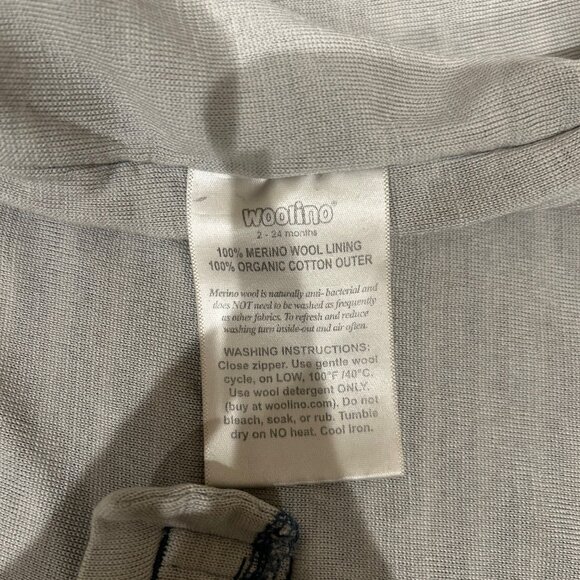 woolino®
2 - 24 months
100% MERINO WOOL LINING
100% ORGANIC COTTON OUTER
Merino wool is naturally anti- bacterial and
does NOT need to be washed as frequently
as other fabrics. To refresh and reduce
washing turn inside-out and air often.
WASHING INSTRUCTIONS:
Close zipper. Use gentle wool
cycle, on LOW, 100°F /40°C.
Use wool detergent ONLY.
(buy at woolino.com). Do not
bleach, soak, or rub. Tumble
dry on NO heat. Cool Iron.